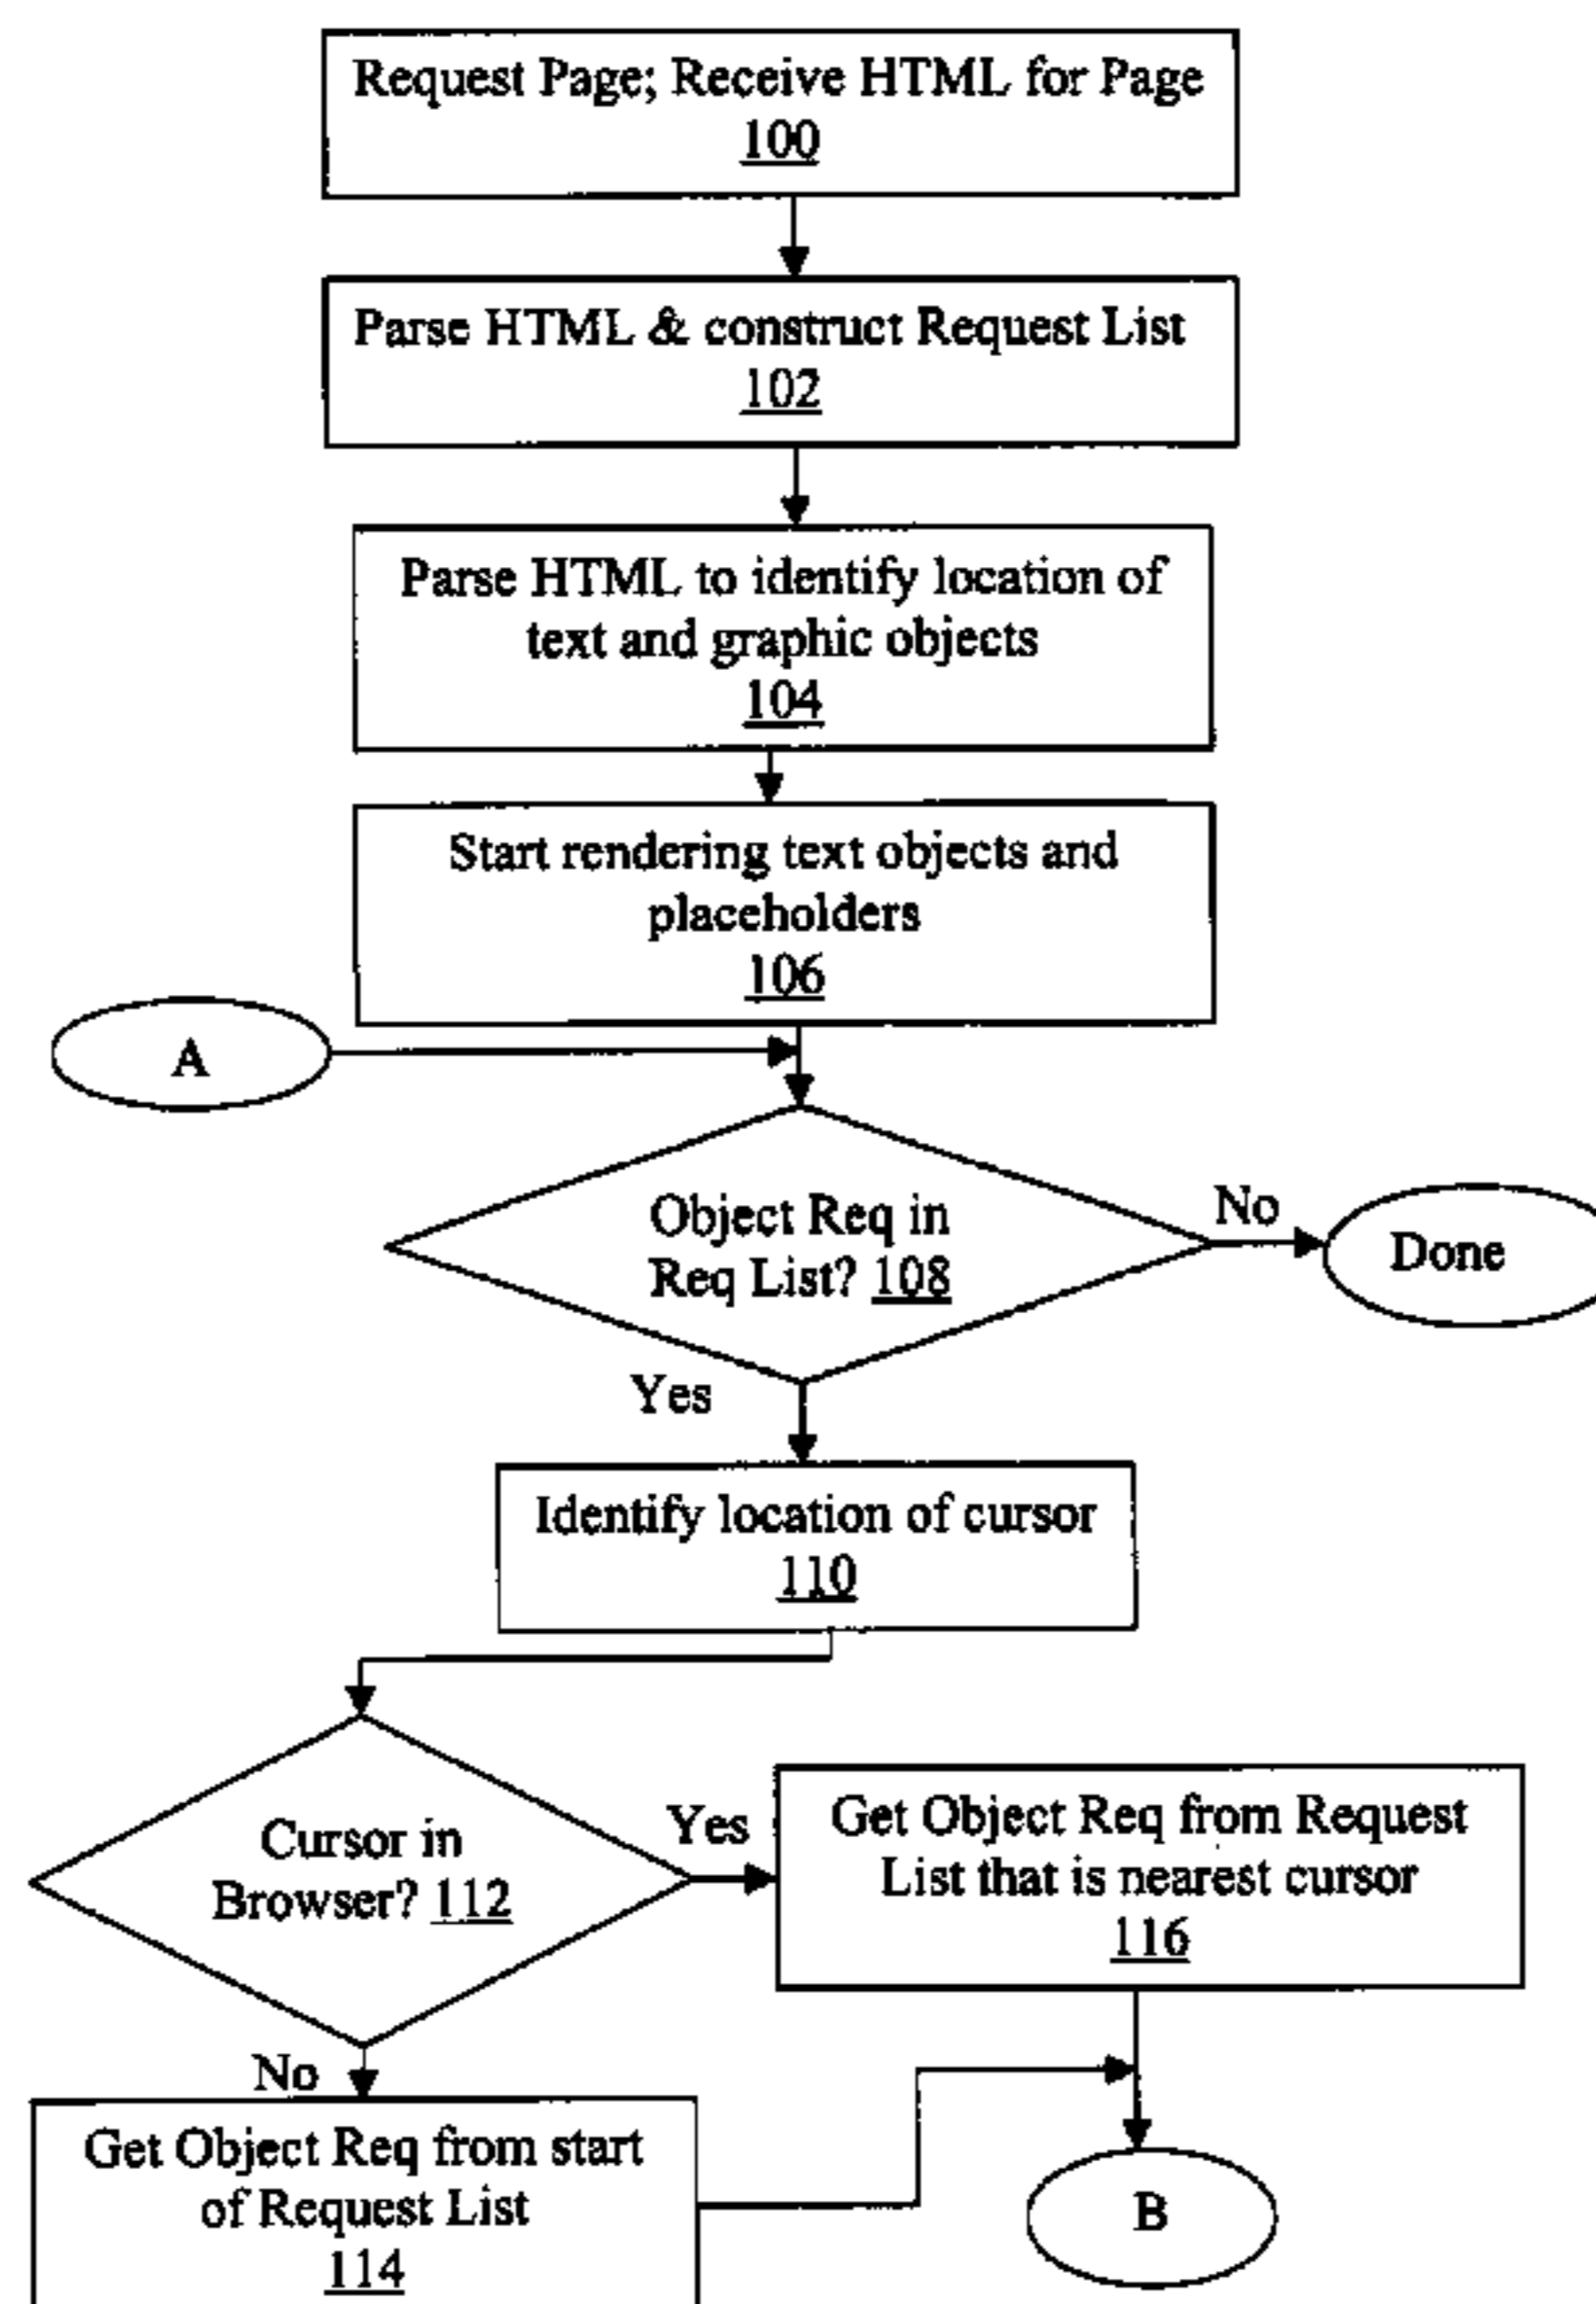 Request Page; Receive HTML for Page
100
Parse HTML & construct Request List
102
Parse HTML to identify location of
text and graphic objects
104
Start rendering text objects and
placeholders
106
A
Object Req in
Req List? 108
No
Done
Yes
Identify location of cursor
110
Cursor in
Browser? 112
Yes
Get Object Req from Request
List that is nearest cursor
116
No
Get Object Req from start
of Request List
114
B